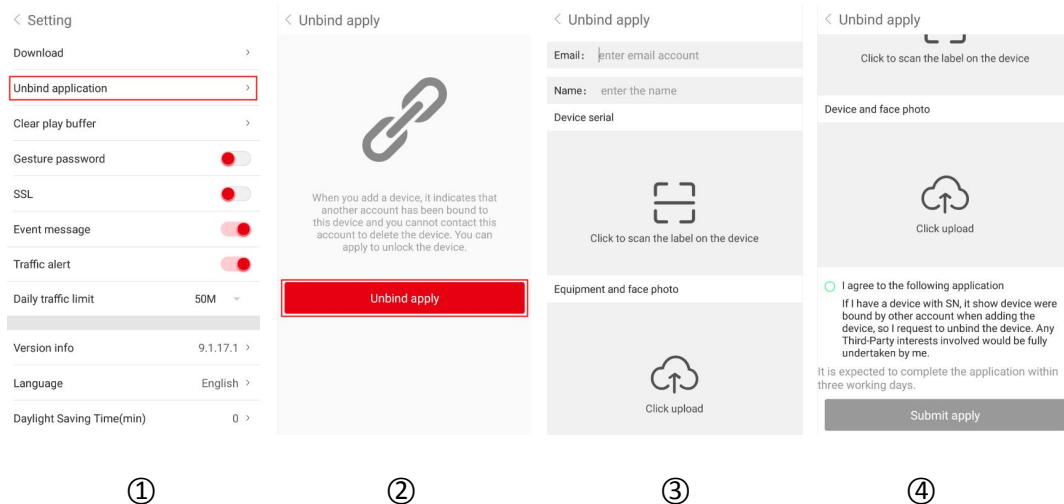 Setting
Download
Unbind application
Clear play buffer
Gesture password
SSL
Event message
Traffic alert
Daily traffic limit 50M
Version info 9.1.17.1
Language English
Daylight Saving Time(min) 0
①
Unbind apply
When you add a device, it indicates that
another account has been bound to
this device and you cannot contact this
account to delete the device. You can
apply to unlock the device.
Unbind apply
②
Unbind apply
Email: enter email account
Name: enter the name
Device serial
Click to scan the label on the device
Equipment and face photo
Click upload
③
Unbind apply
Click to scan the label on the device
Device and face photo
Click upload
I agree to the following application
If I have a device with SN, it show device were
bound by other account when adding the
device, so I request to unbind the device. Any
Third-Party interests involved would be fully
undertaken by me.
It is expected to complete the application within
three working days.
Submit apply
④